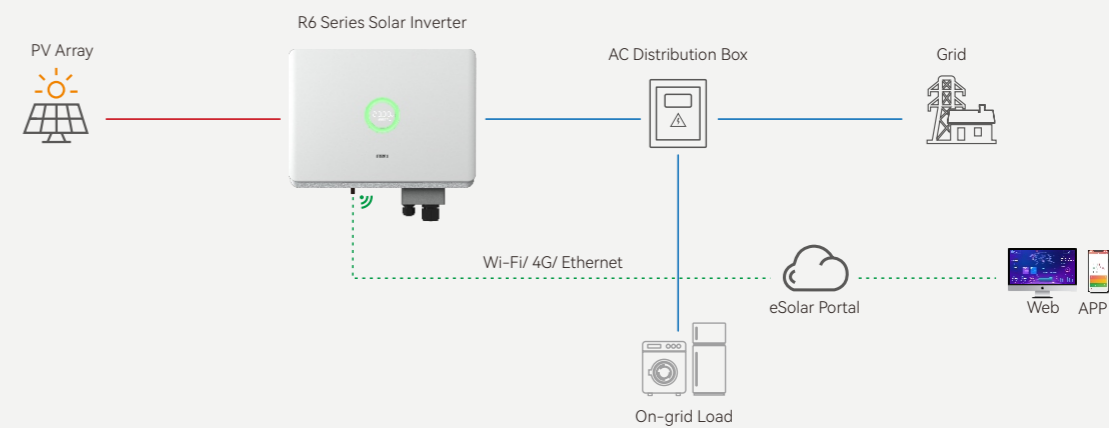 R6 Series Solar Inverter
PV Array
AC Distribution Box
Grid
Wi-Fi/ 4G/ Ethernet
eSolar Portal
Web
APP
On-grid Load